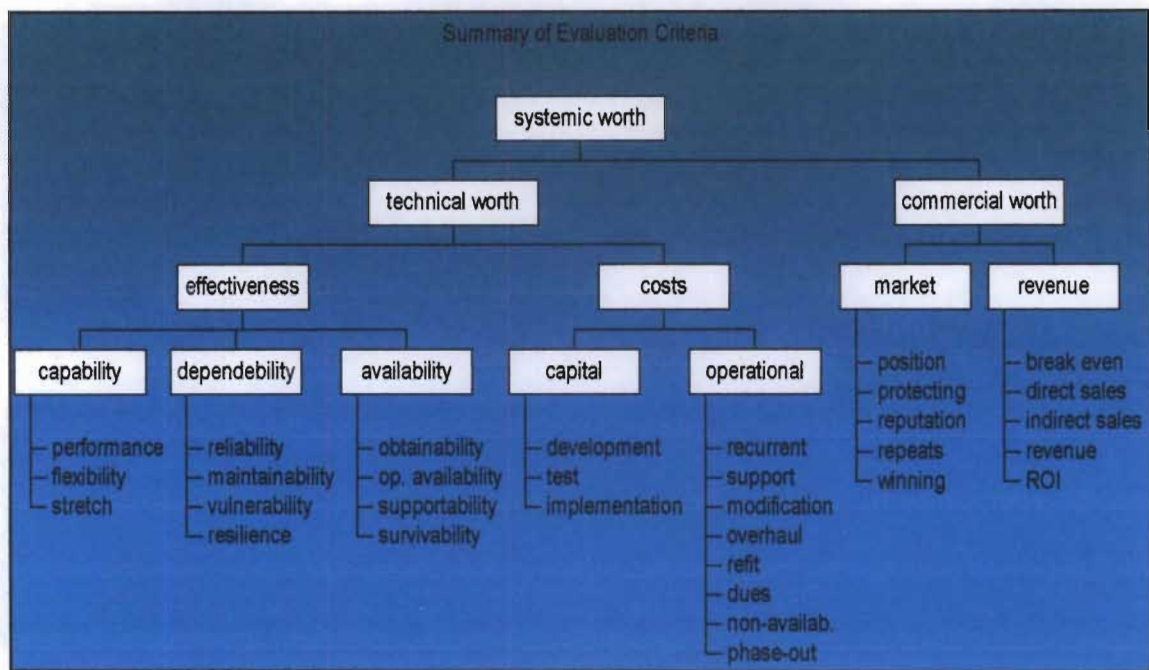 Summary of Evaluation Criteria
systemic worth
technical worth
commercial worth
effectiveness
costs
market
revenue
capability
dependebility
availability
capital
operational
position
protecting
reputation
repeats
winning
break even
direct sales
indirect sales
revenue
ROI
performance
flexibility
stretch
reliability
maintainability
vulnerability
resilience
obtainability
op. availability
supportability
survivability
development
test
implementation
recurrent
support
modification
overhaul
refit
dues
non-availab.
phase-out